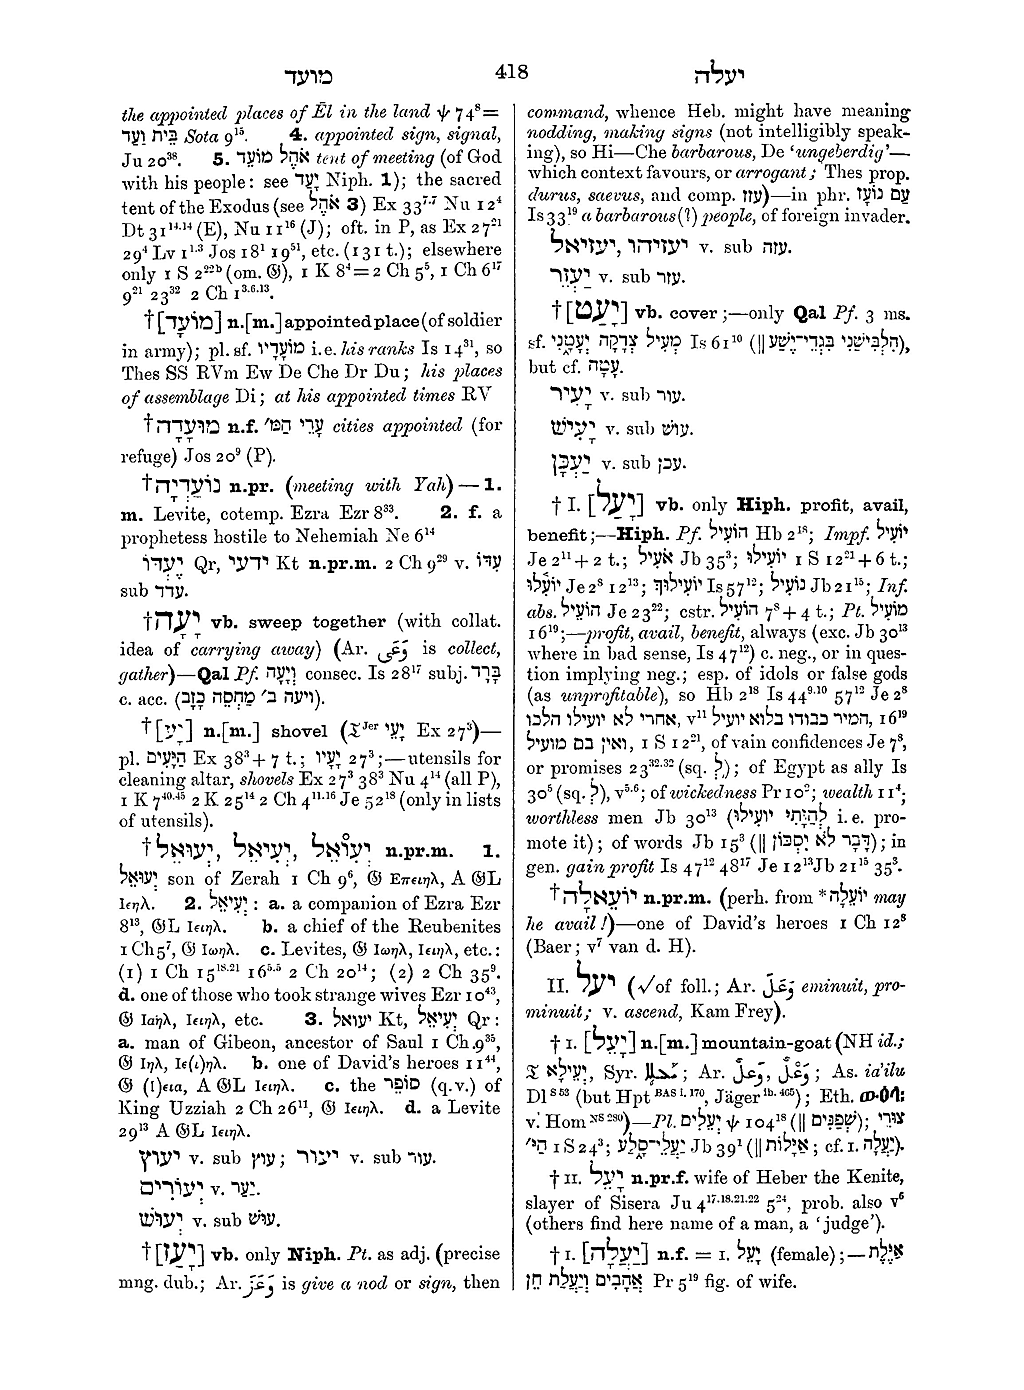 מועד 418 יעלה
the appointed places of Ēl in the land ψ 74⁸=
בֵּית וַעַד Sota 9¹⁵. 4. appointed sign, signal,
Ju 20³⁸. 5. אֹהֶל מוֹעֵד tent of meeting (of God
with his people: see יָעַד Niph. 1); the sacred
tent of the Exodus (see אֹהֶל 3) Ex 33⁷·⁷ Nu 12⁴
Dt 31¹⁴·¹⁴ (E), Nu 11¹⁶ (J); oft. in P, as Ex 27²¹
29⁴ Lv 1¹·³ Jos 18¹ 19⁵¹, etc. (131 t.); elsewhere
only 1 S 2²²ᵇ (om. 𝔊), 1 K 8⁴=2 Ch 5⁵, 1 Ch 6¹⁷
9²¹ 23³² 2 Ch 1³·⁶·¹³.
†[מוֹעָד] n.[m.] appointed place (of soldier
in army); pl. sf. מוֹעָדָיו i.e. his ranks Is 14³¹, so
Thes SS RVm Ew De Che Dr Du; his places
of assemblage Di; at his appointed times RV
†מוּעָדָה n.f. עָרֵי הַמּ׳ cities appointed (for
refuge) Jos 20⁹ (P).
†נוֹעַדְיָה n.pr. (meeting with Yah)—1.
m. Levite, cotemp. Ezra Ezr 8³³. 2. f. a
prophetess hostile to Nehemiah Ne 6¹⁴
יֶעְדּוֹ Qr, יעדי Kt n.pr.m. 2 Ch 9²⁹ v. עִדּוֹ
sub עדד.
†יָעָה vb. sweep together (with collat.
idea of carrying away) (Ar. وَعَى is collect,
gather)—Qal Pf. וְיָעָה consec. Is 28¹⁷ subj. בָּרָד
c. acc. (ויעה ב׳ מַחְסֵה כָזָב).
†[יָע] n.[m.] shovel (𝔗ᴶᵉʳ יָעֵי Ex 27³)—
pl. הַיָּעִים Ex 38³+ 7 t.; יָעָיו 27³;—utensils for
cleaning altar, shovels Ex 27³ 38³ Nu 4¹⁴ (all P),
1 K 7⁴⁰·⁴⁵ 2 K 25¹⁴ 2 Ch 4¹¹·¹⁶ Je 52¹⁸ (only in lists
of utensils).
†יְעוּאֵל, יְעִיאֵל, יְעִוּאֵל n.pr.m. 1.
יְעוּאֵל son of Zerah 1 Ch 9⁶, 𝔊 Επειηλ, A 𝔊L
Ιεηλ. 2. יְעִיאֵל: a. a companion of Ezra Ezr
8¹³, 𝔊L Ιειηλ. b. a chief of the Reubenites
1 Ch 5⁷, 𝔊 Ιωηλ. c. Levites, 𝔊 Ιωηλ, Ιειηλ, etc.:
(1) 1 Ch 15¹⁸·²¹ 16⁵·⁵ 2 Ch 20¹⁴; (2) 2 Ch 35⁹.
d. one of those who took strange wives Ezr 10⁴³,
𝔊 Ιαηλ, Ιειηλ, etc. 3. יעואל Kt, יְעִיאֵל Qr:
a. man of Gibeon, ancestor of Saul 1 Ch 9³⁵,
𝔊 Ιηλ, Ιε(ι)ηλ. b. one of David's heroes 11⁴⁴,
𝔊 (Ι)εια, A 𝔊L Ιειηλ. c. the סוֹפֵר (q.v.) of
King Uzziah 2 Ch 26¹¹, 𝔊 Ιειηλ. d. a Levite
29¹³ A 𝔊L Ιειηλ.
יעוץ v. sub עוץ; יעור v. sub עור.
יְעוֹרִים v. יַעַר.
יְעוּשׁ v. sub עושׁ.
†[יָעַז] vb. only Niph. Pt. as adj. (precise
mng. dub.; Ar. وَعَزَ is give a nod or sign, then
command, whence Heb. might have meaning
nodding, making signs (not intelligibly speak-
ing), so Hi—Che barbarous, De 'ungeberdig'—
which context favours, or arrogant; Thes prop.
durus, saevus, and comp. עזז)—in phr. עַם נוֹעָז
Is 33¹⁹ a barbarous(?) people, of foreign invader.
יעזיהו, יעזיאל v. sub עזה.
יַעְזֵר v. sub עזר.
†[יָעַט] vb. cover;—only Qal Pf. 3 ms.
sf. מְעִיל צְדָקָה יְעָטָנִי Is 61¹⁰ (‖ הִלְבִּישַׁנִי בִּגְדֵי־יֶשַׁע),
but cf. עָטָה.
יָעִיר v. sub עור.
יָעִישׁ v. sub עושׁ.
יַעְכָּן v. sub עכן.
† I. [יָעַל] vb. only Hiph. profit, avail,
benefit;—Hiph. Pf. הוֹעִיל Hb 2¹⁸; Impf. יוֹעִיל
Je 2¹¹+ 2 t.; אֹעִיל Jb 35³; יוֹעִילוּ 1 S 12²¹+ 6 t.;
יוֹעִלוּ Je 2⁸ 12¹³; יוֹעִילוּךְ Is 57¹²; נוֹעִיל Jb 21¹⁵; Inf.
abs. הוֹעֵיל Je 23²²; cstr. הוֹעִיל 7⁸+ 4 t.; Pt. מוֹעִיל
16¹⁹;—profit, avail, benefit, always (exc. Jb 30¹³
where in bad sense, Is 47¹²) c. neg., or in ques-
tion implying neg.; esp. of idols or false gods
(as unprofitable), so Hb 2¹⁸ Is 44⁹·¹⁰ 57¹² Je 2⁸
אחרי לא יועילו הלכו, v¹¹ המיר כבודו בלוא יועיל, 16¹⁹
ואין בם מועיל, 1 S 12²¹, of vain confidences Je 7⁸,
or promises 23³²·³² (sq. לְ); of Egypt as ally Is
30⁵ (sq. לְ), v⁵·⁶; of wickedness Pr 10²; wealth 11⁴;
worthless men Jb 30¹³ (לְהַוָּתִי יוֹעִילוּ i.e. pro-
mote it); of words Jb 15³ (‖ דָּבָר לֹא יִסְכּוֹן); in
gen. gain profit Is 47¹² 48¹⁷ Je 12¹³ Jb 21¹⁵ 35³.
†יוֹעֵאלָה n.pr.m. (perh. from *יוֹעֵלָה may
he avail!)—one of David's heroes 1 Ch 12⁸
(Baer; v⁷ van d. H).
II. יעל (√of foll.; Ar. وَعَلَ eminuit, pro-
minuit; v. ascend, Kam Frey).
† I. [יָעֵל] n.[m.] mountain-goat (NH id.;
𝔗 יַעְלָא, Syr. ܝܥܠܐ; Ar. وَعِلٌ, وَعْلٌ; As. ia'ilu
Dl ˢ ⁵³ (but Hpt BAS I. 170, Jäger ib. 465); Eth. ወዕላ፡
v. Hom NS 280)—Pl. יְעֵלִים ψ 104¹⁸ (‖ שְׁפַנִּים); צוּרֵי
הַיּ׳ 1 S 24³; יַעֲלֵי־סֶלַע Jb 39¹ (‖ אַיָּלוֹת; cf. I. יַעֲלָה).
† II. יָעֵל n.pr.f. wife of Heber the Kenite,
slayer of Sisera Ju 4¹⁷·¹⁸·²¹·²² 5²⁴, prob. also v⁶
(others find here name of a man, a 'judge').
† I. [יַעֲלָה] n.f. = I. יָעֵל (female);—אַיֶּלֶת
אֲהָבִים וְיַעֲלַת חֵן Pr 5¹⁹ fig. of wife.